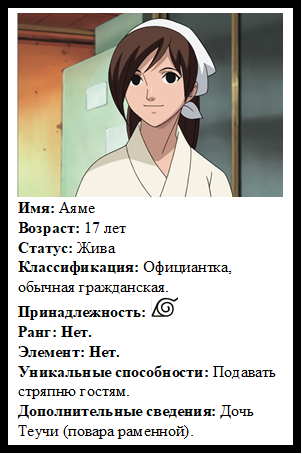 Имя: Аяме
Возраст: 17 лет
Статус: Жива
Классификация: Официантка,
обычная гражданская.
Принадлежность:
Ранг: Нет.
Элемент: Нет.
Уникальные способности: Подавать
стряпню гостям.
Дополнительные сведения: Дочь
Теучи (повара раменной).